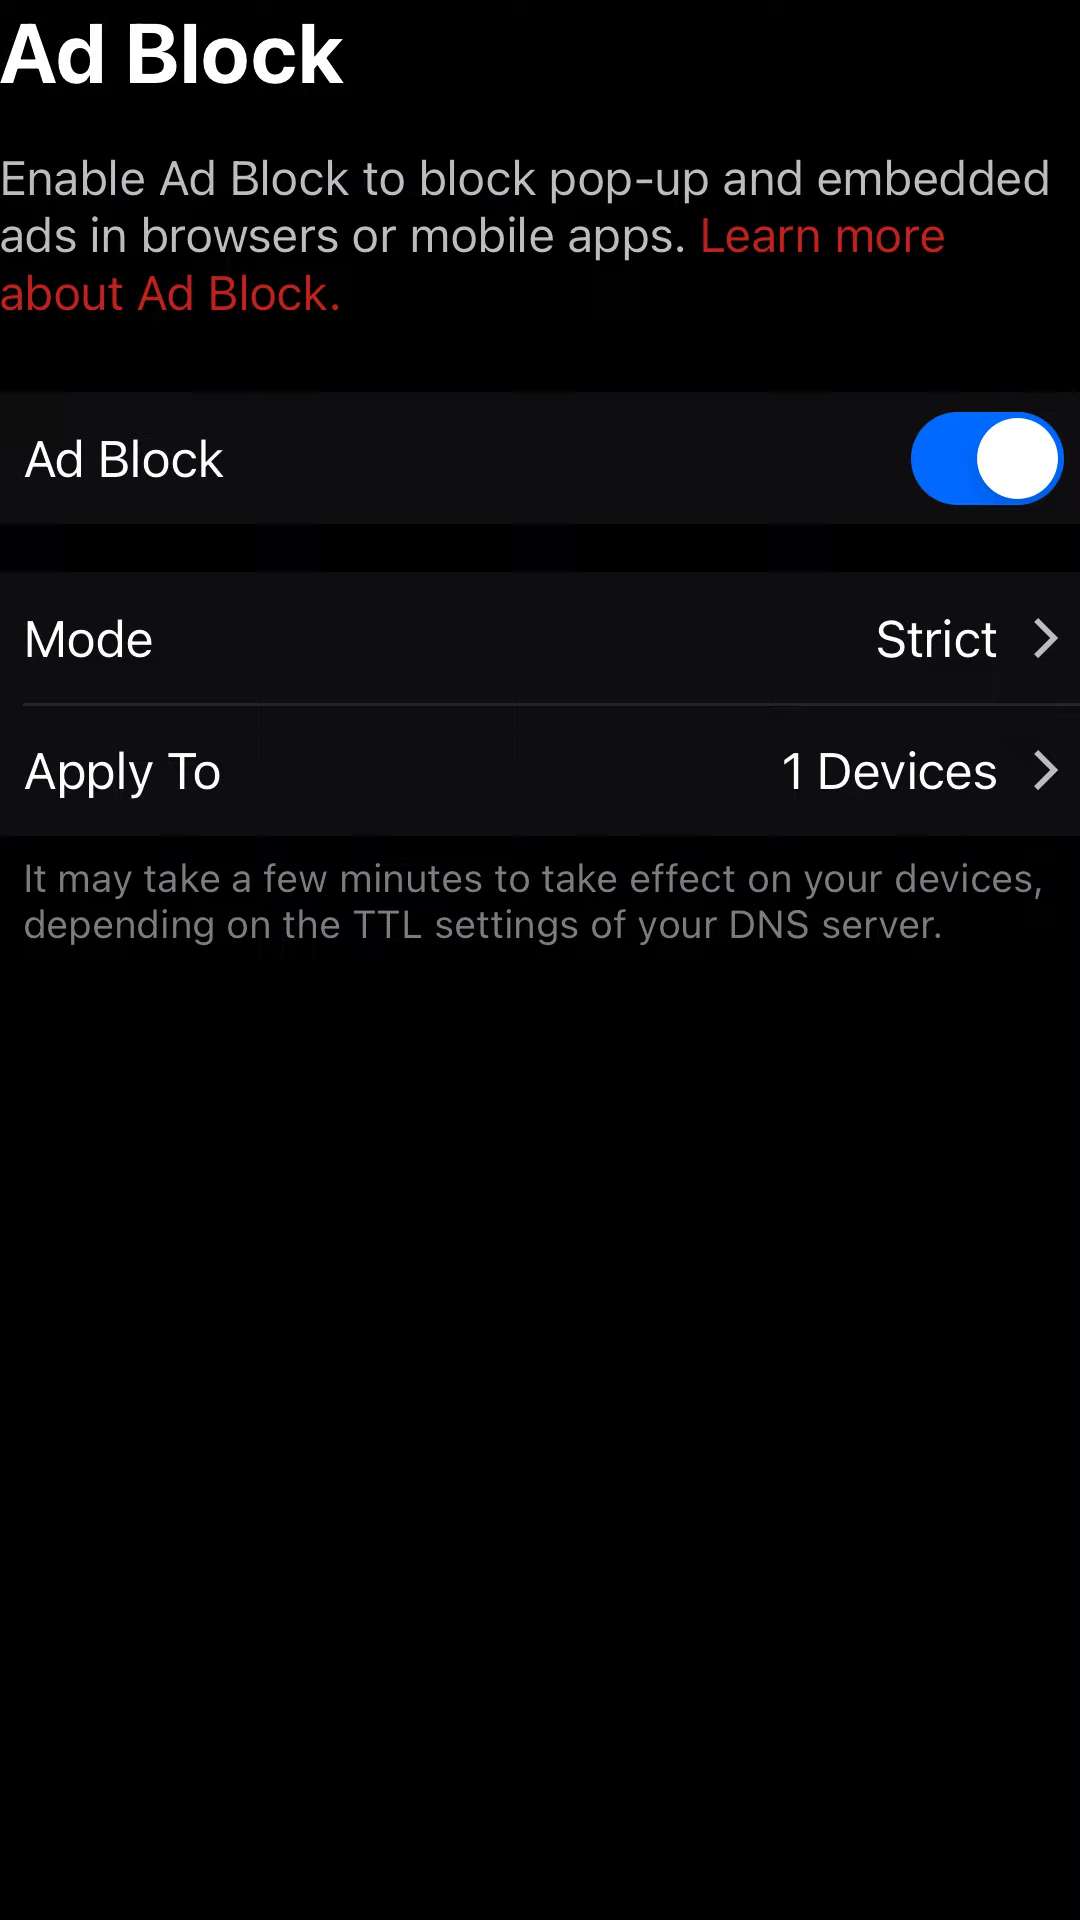 Ad Block
Enable Ad Block to block pop-up and embedded
ads in browsers or mobile apps. Learn more
about Ad Block.
Ad Block
Mode Strict
Apply To 1 Devices
It may take a few minutes to take effect on your devices,
depending on the TTL settings of your DNS server.